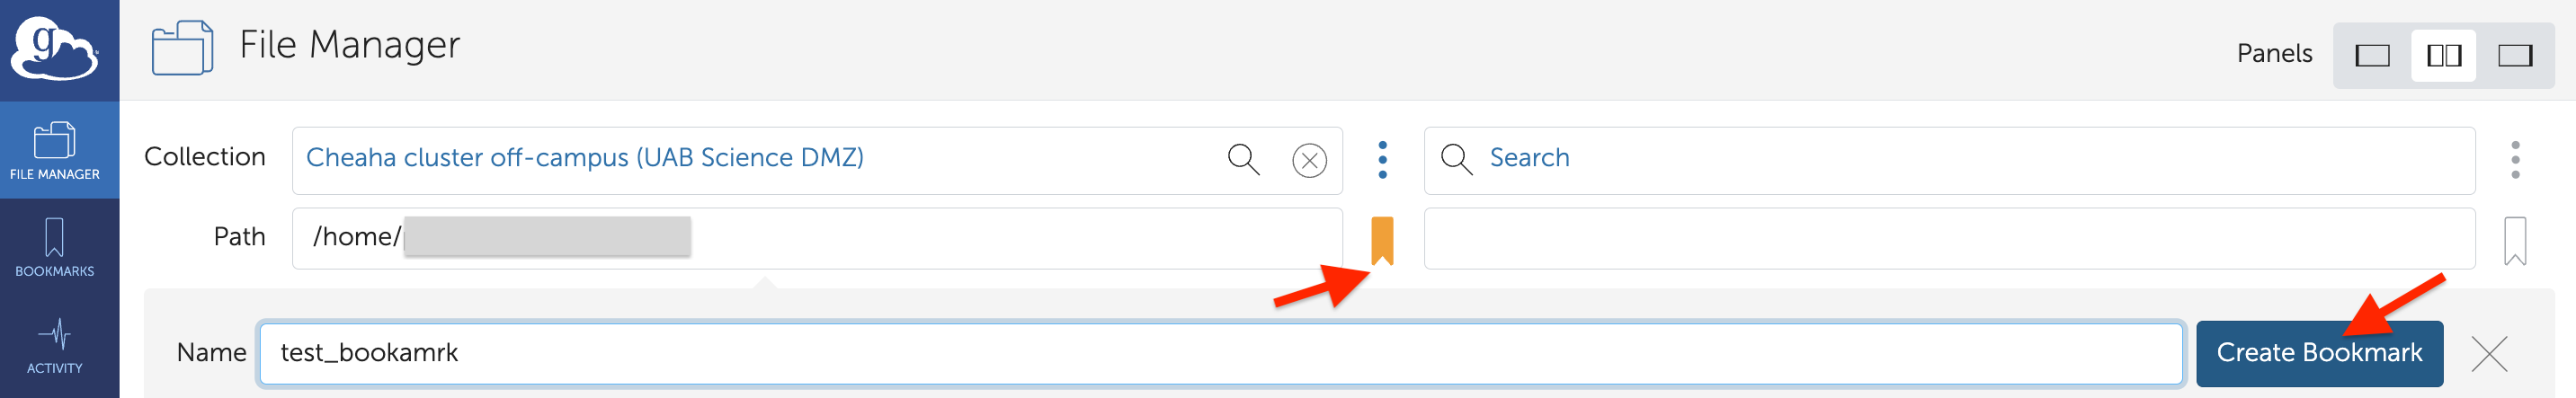 g
File Manager
Panels
FILE MANAGER
Collection
Cheaha cluster off-campus (UAB Science DMZ)
Search
Path
/home/
BOOKMARKS
Name
test_bookamrk
Create Bookmark
ACTIVITY